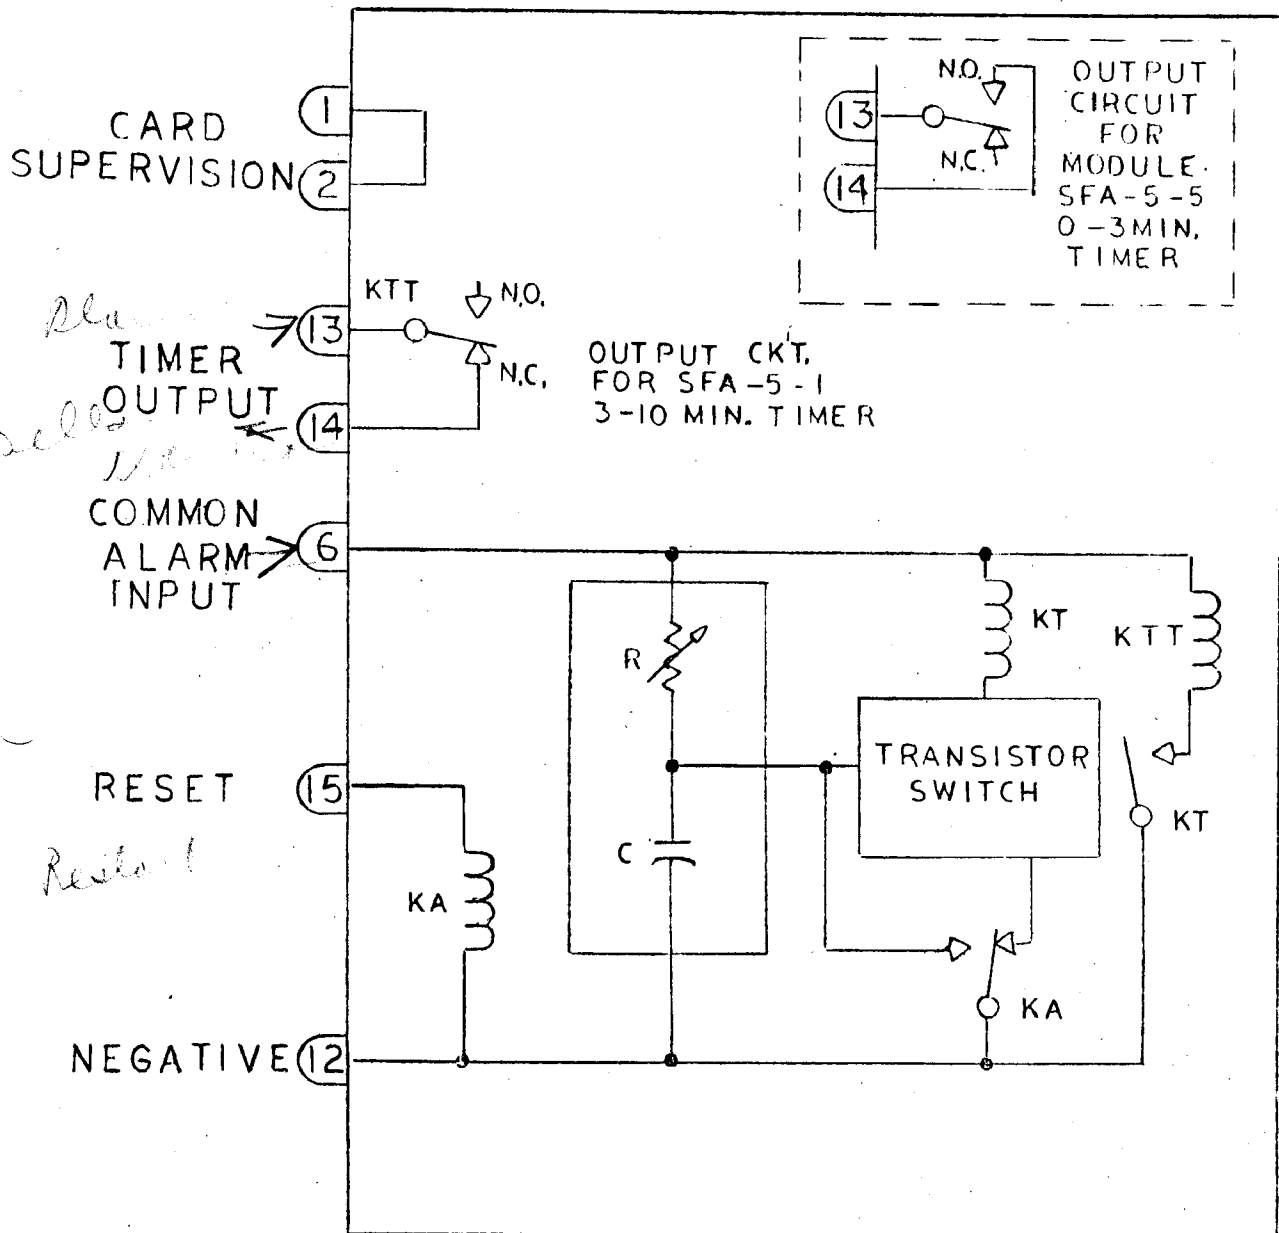 N.O.
OUTPUT
CIRCUIT
FOR
MODULE
SFA-5-5
0-3MIN.
TIMER
13
N.C.
14
CARD
SUPERVISION
1
2
KTT
N.O.
13
TIMER
OUTPUT
N.C.
14
OUTPUT CK'T.
FOR SFA-5-1
3-10 MIN. TIMER
COMMON
ALARM
INPUT
6
R
KT
KTT
TRANSISTOR
SWITCH
KT
RESET
15
C
KA
KA
NEGATIVE
12